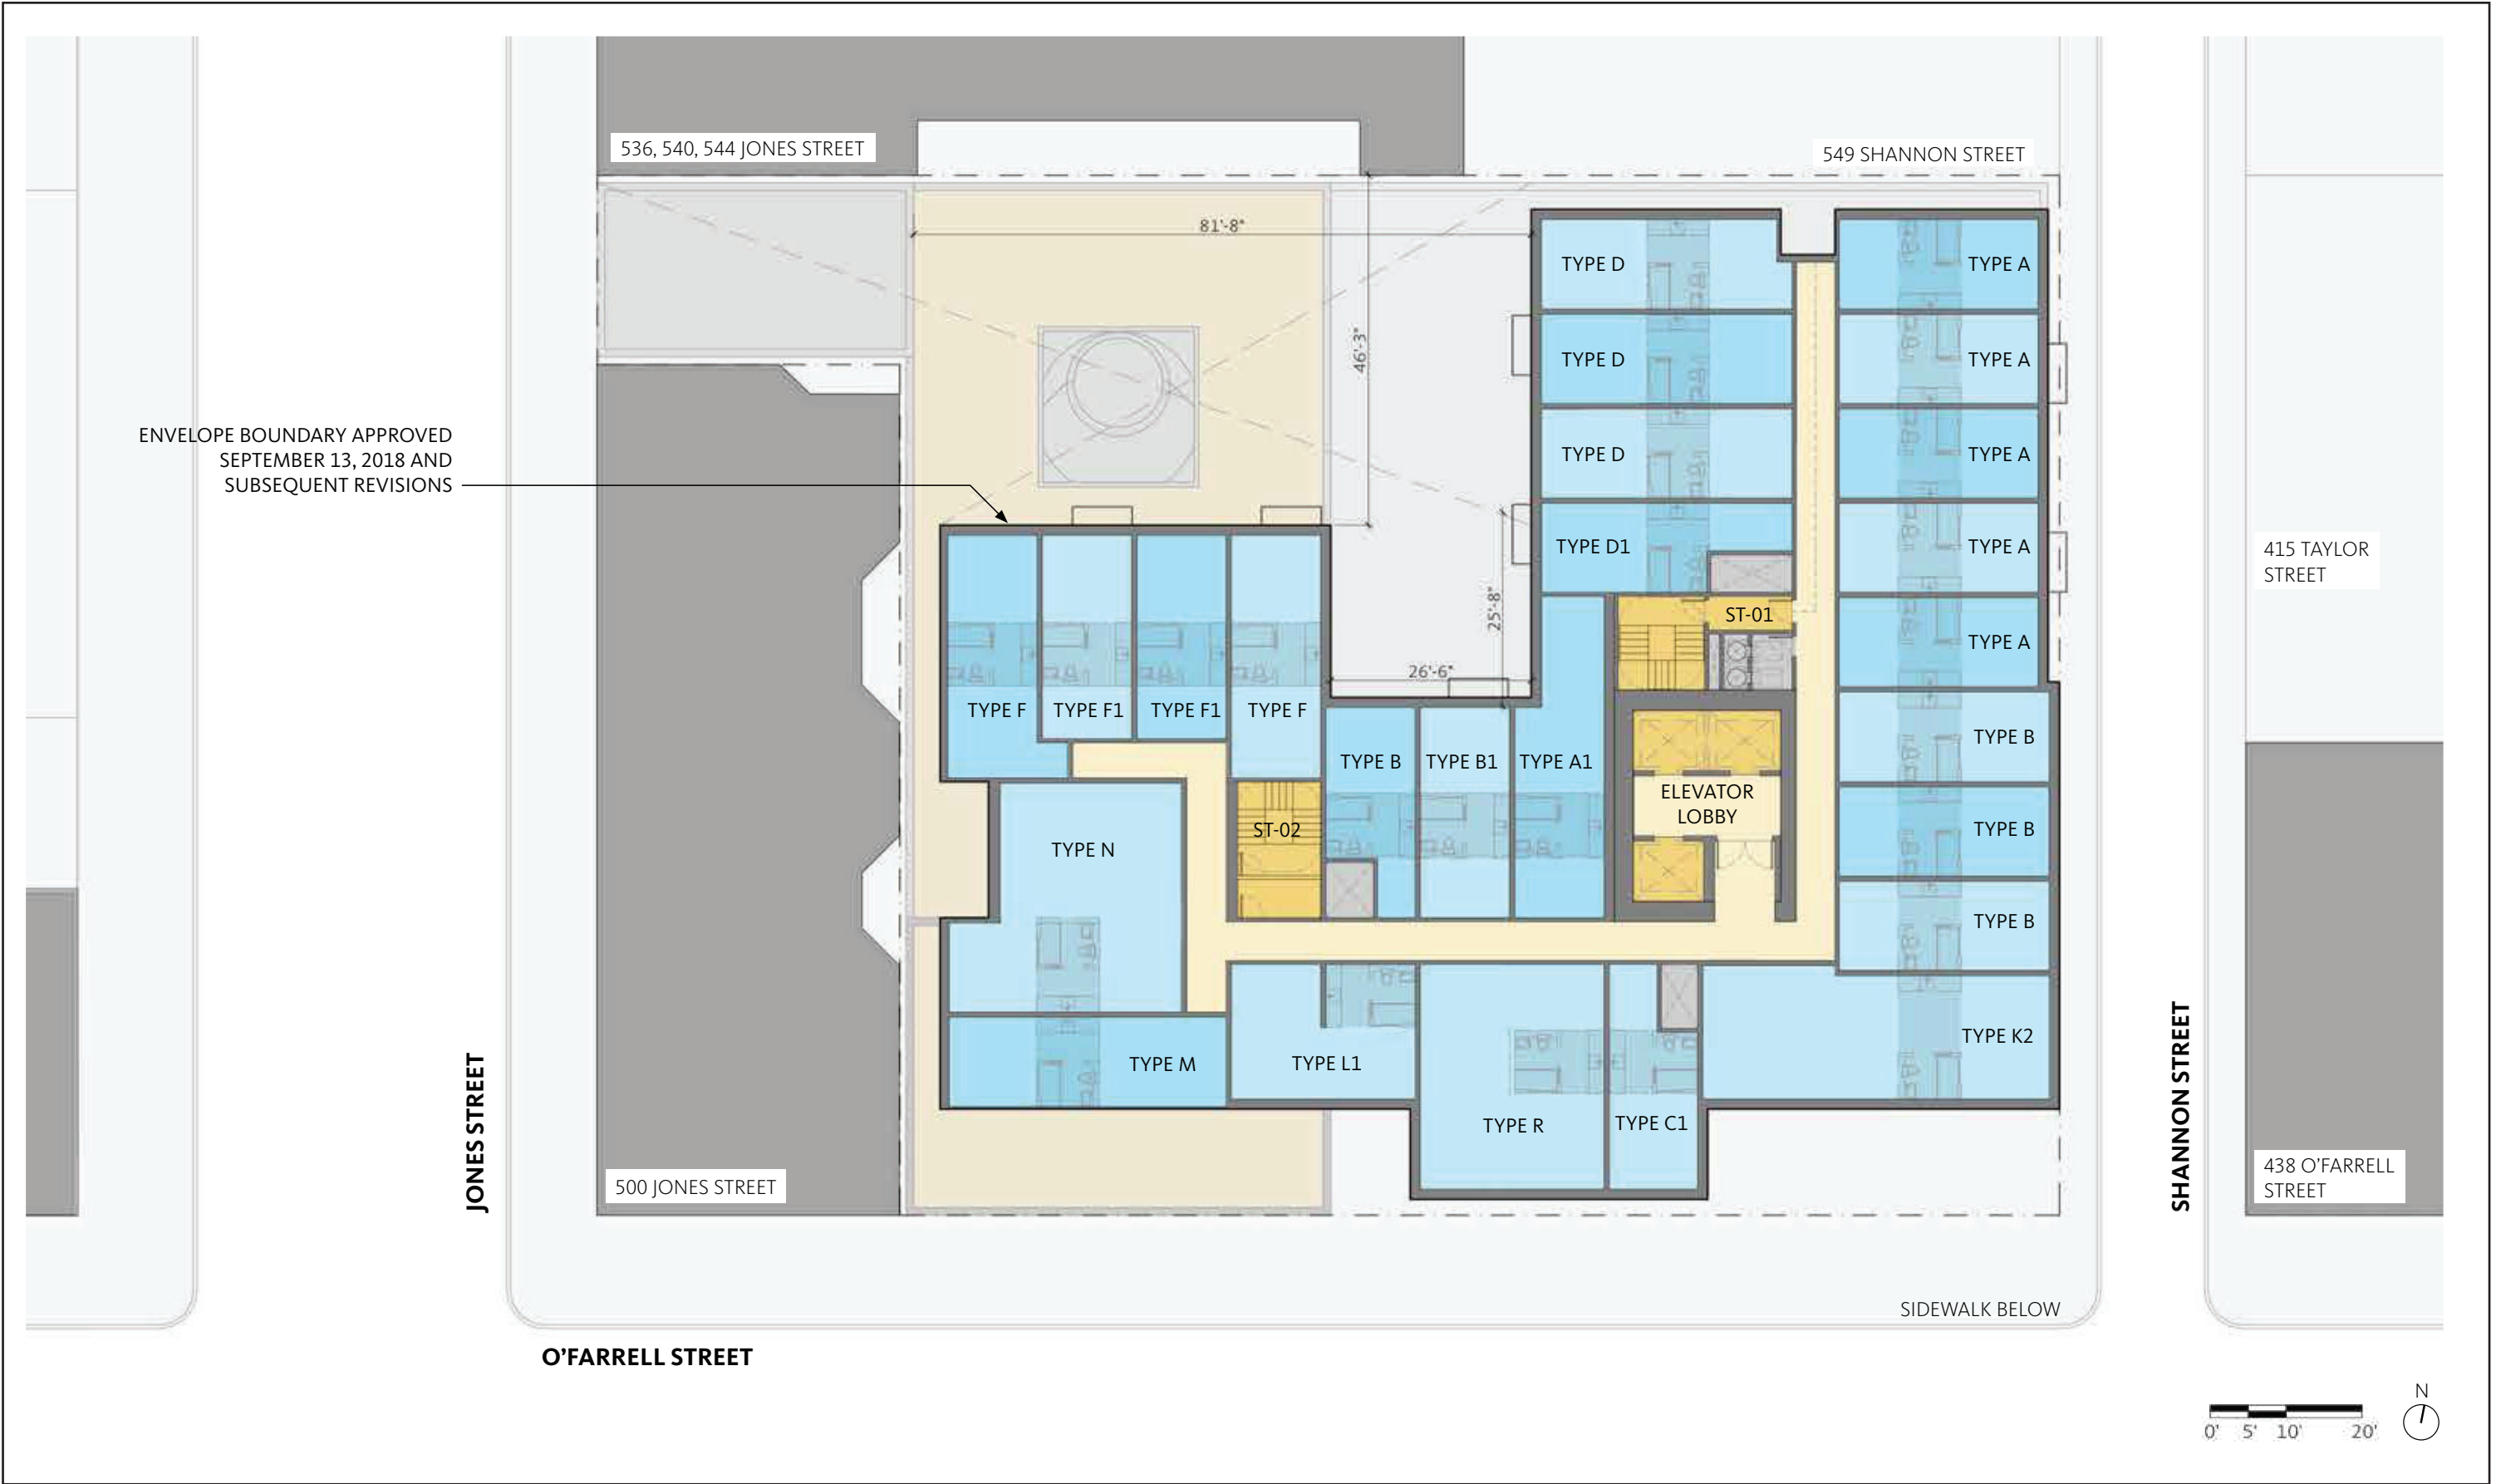 536, 540, 544 JONES STREET
549 SHANNON STREET
81'-8"
TYPE D
TYPE A
46'-3"
TYPE D
TYPE A
ENVELOPE BOUNDARY APPROVED
SEPTEMBER 13, 2018 AND
SUBSEQUENT REVISIONS
TYPE D
TYPE A
TYPE D1
TYPE A
415 TAYLOR
STREET
25'-8"
ST-01
TYPE A
26'-6"
TYPE F
TYPE F1
TYPE F1
TYPE F
TYPE B
TYPE B
TYPE B1
TYPE A1
ELEVATOR
LOBBY
ST-02
TYPE B
TYPE N
TYPE B
TYPE K2
TYPE M
TYPE L1
TYPE R
TYPE C1
JONES STREET
SHANNON STREET
500 JONES STREET
438 O'FARRELL
STREET
SIDEWALK BELOW
O'FARRELL STREET
N
0' 5' 10' 20'